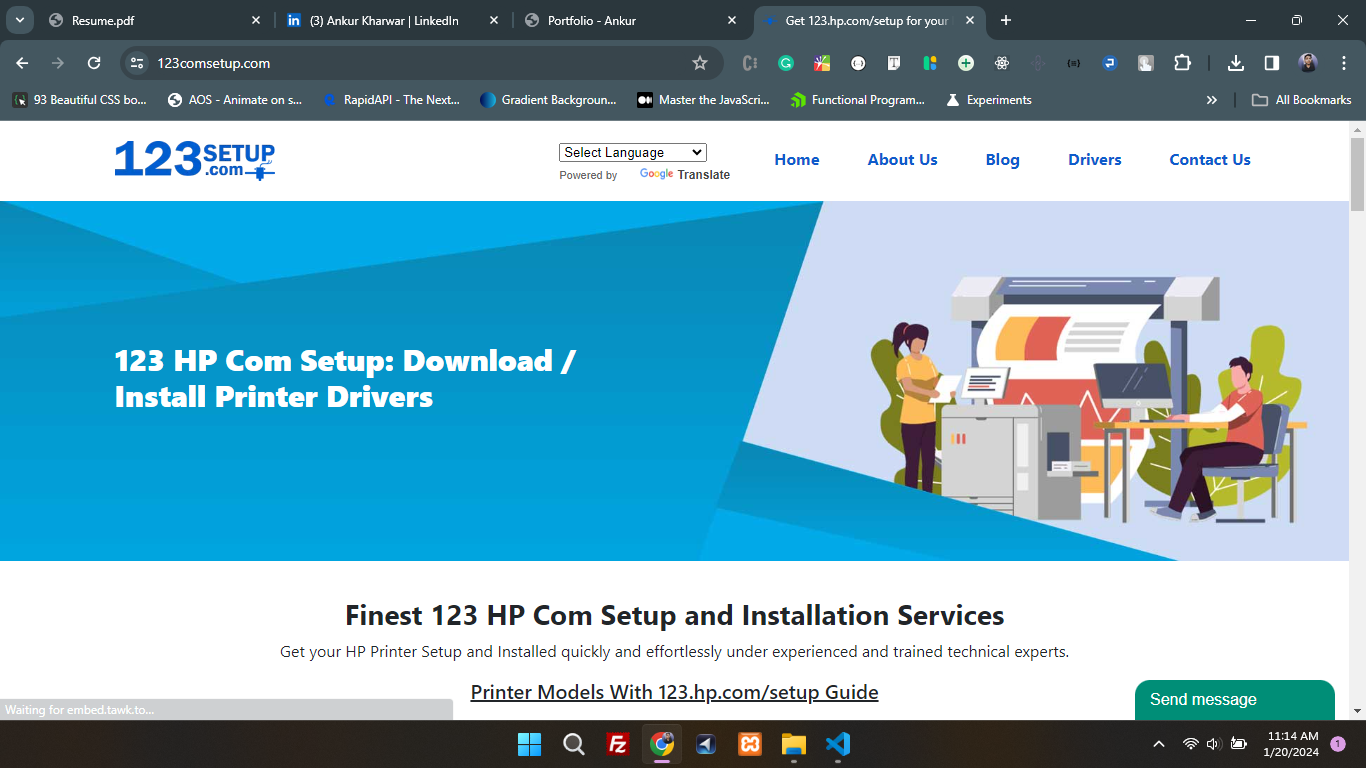 Resume.pdf
(3) Ankur Kharwar | LinkedIn
Portfolio - Ankur
Get 123.hp.com/setup for your
123comsetup.com
93 Beautiful CSS bo...
AOS - Animate on s...
RapidAPI - The Next...
Gradient Backgroun...
Master the JavaScri...
Functional Program...
Experiments
All Bookmarks
123SETUP
.com
Select Language
Powered by Google Translate
Home
About Us
Blog
Drivers
Contact Us
123 HP Com Setup: Download /
Install Printer Drivers
Finest 123 HP Com Setup and Installation Services
Get your HP Printer Setup and Installed quickly and effortlessly under experienced and trained technical experts.
Printer Models With 123.hp.com/setup Guide
Send message
Waiting for embed.tawk.to...
11:14 AM
1/20/2024
1